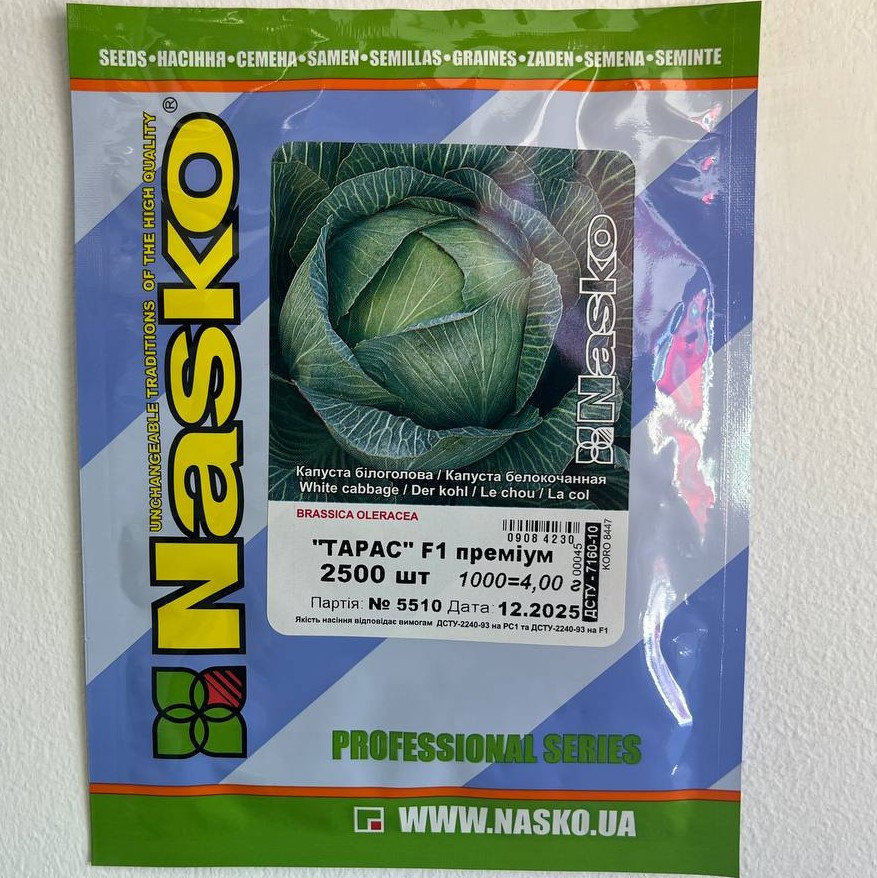 SEEDS•НАСІННЯ•СЕМЕНА•SAMEN•SEMILLAS•GRAINES•ZADEN•SEMENA•SEMINTE
UNCHANGEABLE TRADITIONS OF THE HIGH QUALITY
Nasko®
Nasko
Капуста білоголова / Капуста белокочанная
White cabbage / Der kohl / Le chou / La col
BRASSICA OLERACEA
0908 4230
"ТАРАС" F1 преміум
2500 шт 1000=4,00 г
00045
ДСТУ - 7160-10
KORO 8447
Партія: № 5510 Дата: 12.2025
Якість насіння відповідає вимогам ДСТУ-2240-93 на РС1 та ДСТУ-2240-93 на F1
PROFESSIONAL SERIES
WWW.NASKO.UA